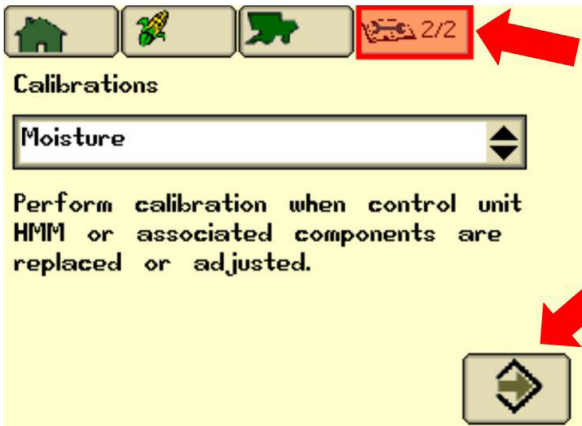 2/2
Calibrations
Moisture
Perform calibration when control unit
HMM or associated components are
replaced or adjusted.